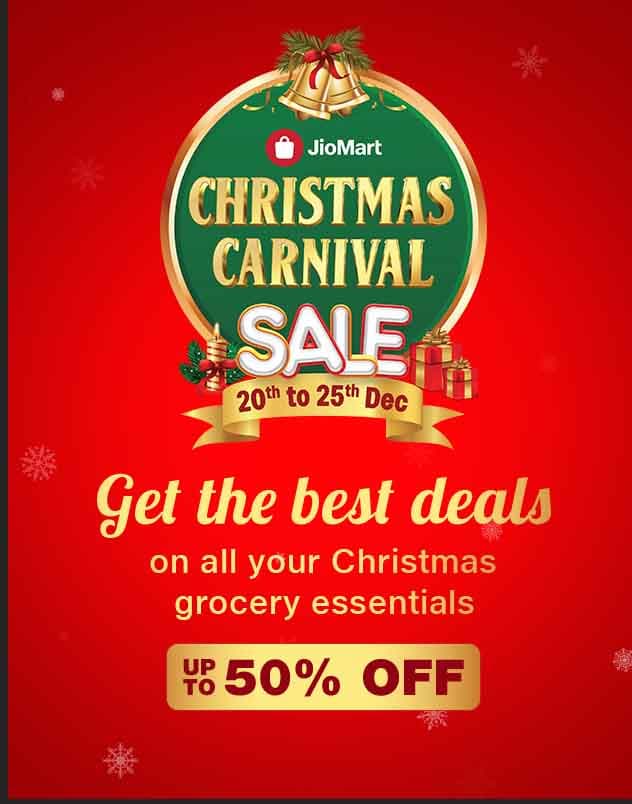 JioMart
CHRISTMAS
CARNIVAL
SALE
20th to 25th Dec
Get the best deals
on all your Christmas
grocery essentials
UP TO 50% OFF